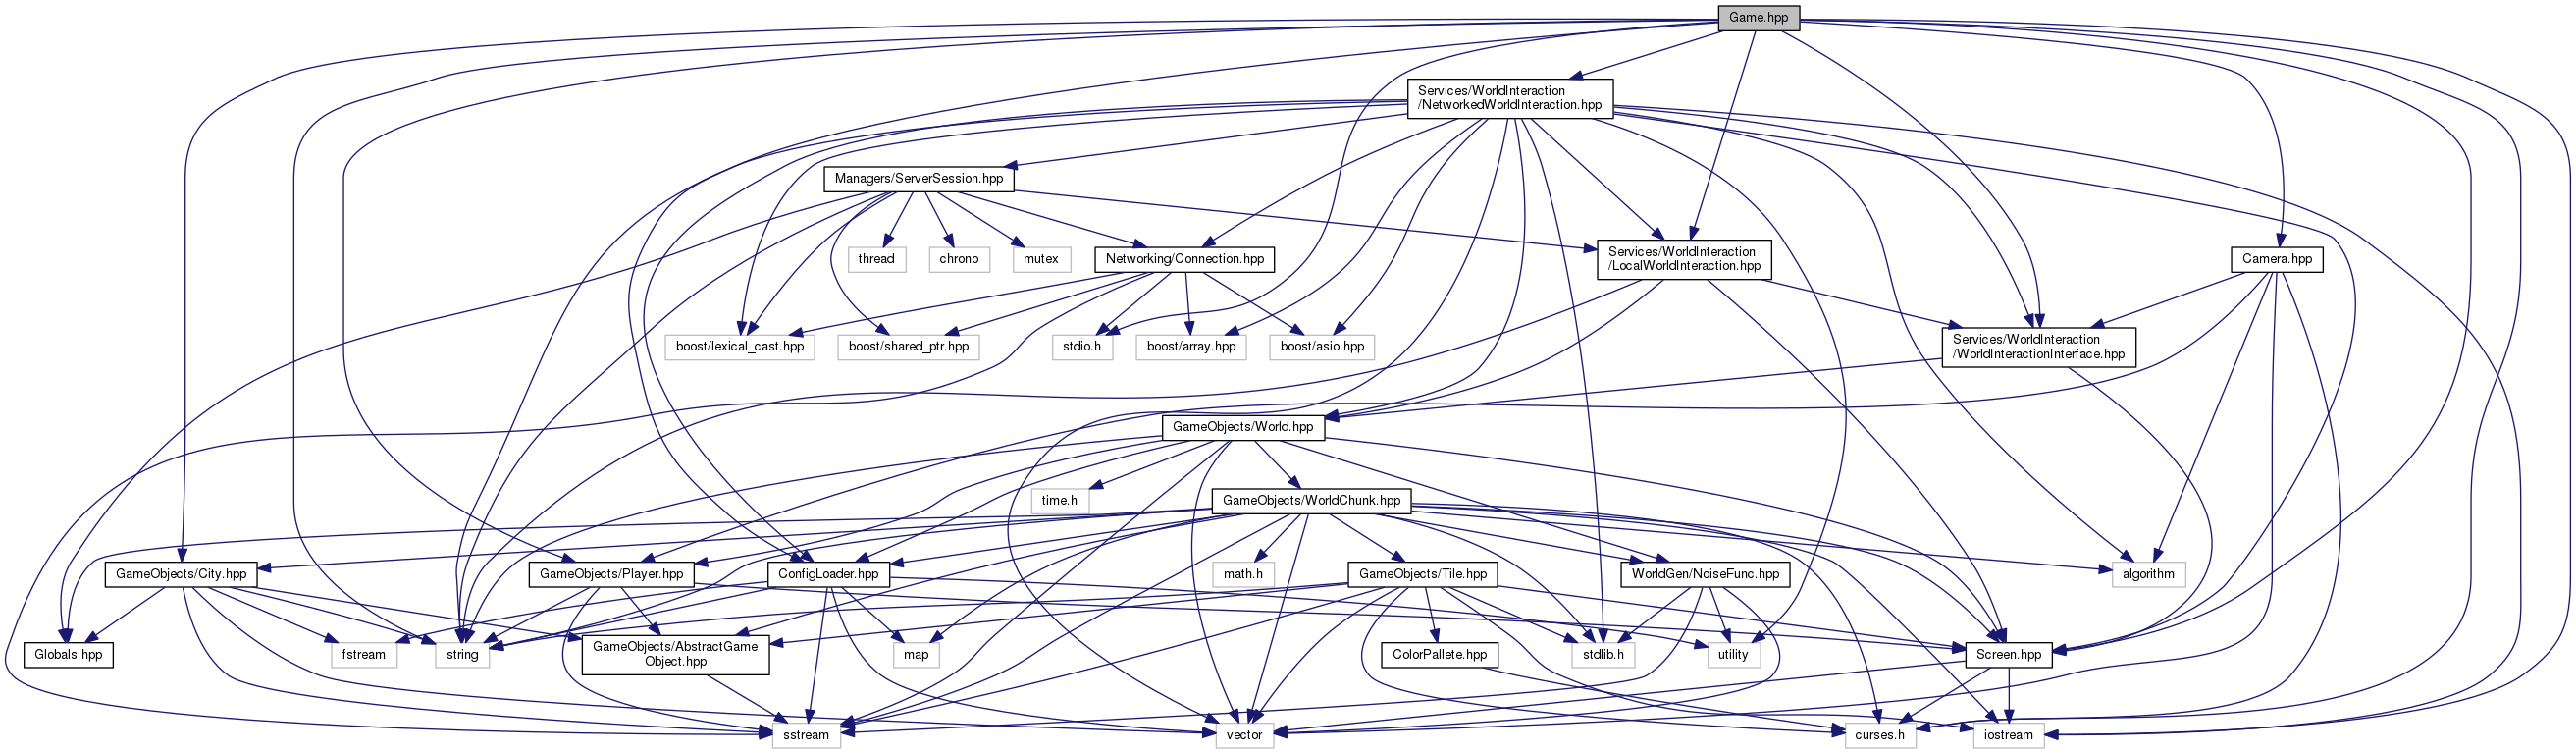 Game.hpp
Services/WorldInteraction
/NetworkedWorldInteraction.hpp
Managers/ServerSession.hpp
thread
chrono
mutex
Networking/Connection.hpp
Services/WorldInteraction
/LocalWorldInteraction.hpp
Camera.hpp
boost/lexical_cast.hpp
boost/shared_ptr.hpp
stdio.h
boost/array.hpp
boost/asio.hpp
Services/WorldInteraction
/WorldInteractionInterface.hpp
GameObjects/World.hpp
time.h
GameObjects/WorldChunk.hpp
GameObjects/City.hpp
GameObjects/Player.hpp
ConfigLoader.hpp
math.h
GameObjects/Tile.hpp
WorldGen/NoiseFunc.hpp
algorithm
Globals.hpp
fstream
string
GameObjects/AbstractGame
Object.hpp
map
ColorPallete.hpp
stdlib.h
utility
Screen.hpp
sstream
vector
curses.h
iostream